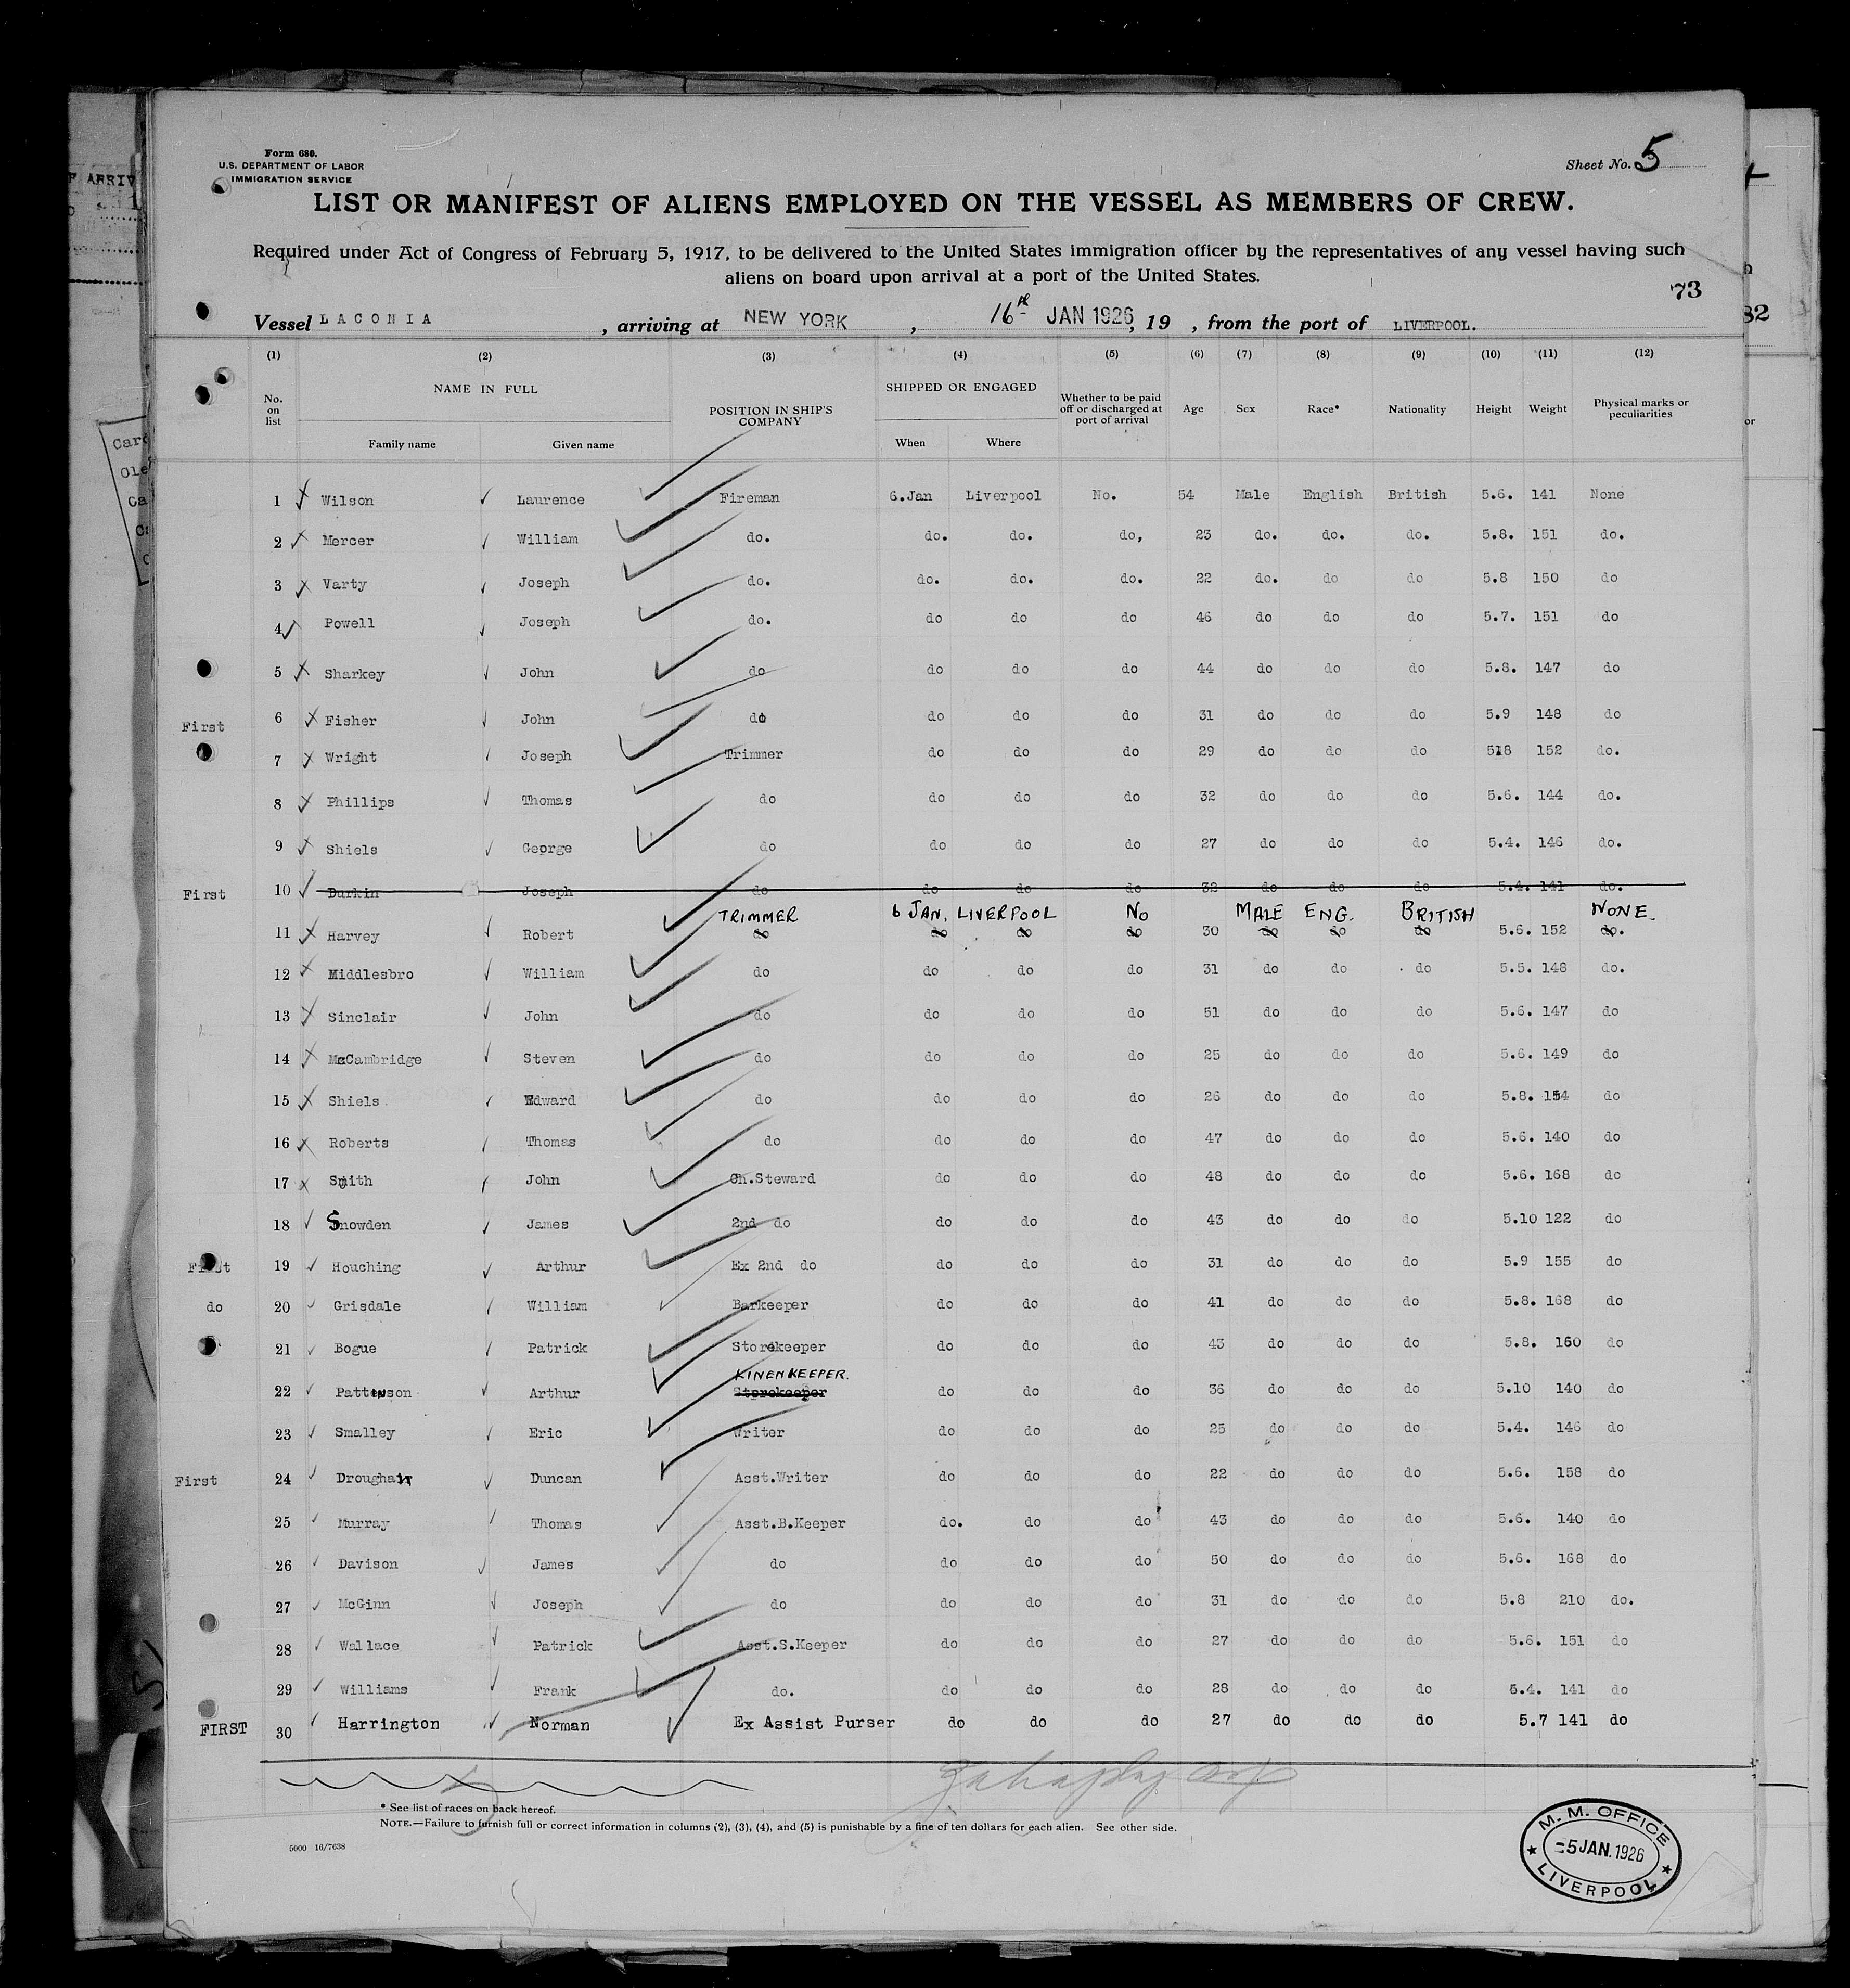 Form 680.
U.S. DEPARTMENT OF LABOR
IMMIGRATION SERVICE
Sheet No. 5
LIST OR MANIFEST OF ALIENS EMPLOYED ON THE VESSEL AS MEMBERS OF CREW.
Required under Act of Congress of February 5, 1917, to be delivered to the United States immigration officer by the representatives of any vessel having such
aliens on board upon arrival at a port of the United States.
73
Vessel LACONIA, arriving at NEW YORK, 16th JAN 1926, 19 , from the port of LIVERPOOL.
(1) (2) (3) (4) (5) (6) (7) (8) (9) (10) (11) (12)
No. on list NAME IN FULL POSITION IN SHIP'S COMPANY SHIPPED OR ENGAGED Whether to be paid off or discharged at port of arrival Age Sex Race* Nationality Height Weight Physical marks or peculiarities
Family name Given name When Where
1 Wilson Laurence Fireman 6.Jan Liverpool No. 54 Male English British 5.6. 141 None
2 Mercer William do. do. do. do, 23 do. do. do. 5.8. 151 do.
3 Varty Joseph do. do. do. do. 22 do. do do 5.8 150 do
4 Powell Joseph do. do do do 46 do do do 5.7. 151 do
5 Sharkey John do do do do 44 do do do 5.8. 147 do
First 6 Fisher John do do do do 31 do do do 5.9 148 do
7 Wright Joseph Trimmer do do do 29 do do do 518 152 do.
8 Phillips Thomas do do do do 32 do do do 5.6. 144 do.
9 Shiels George do do do do 27 do do do 5.4. 146 do.
First 10 Durkin Joseph do do do do 32 do do do 5.4. 141 do.
TRIMMER 6 JAN, LIVERPOOL No MALE ENG. BRITISH NONE.
11 Harvey Robert do do do do 30 do do do 5.6. 152 do.
12 Middlesbro William do do do do 31 do do do 5.5. 148 do.
13 Sinclair John do do do do 51 do do do 5.6. 147 do
14 McCambridge Steven do do do do 25 do do do 5.6. 149 do
15 Shiels. Edward do do do do 26 do do do 5.8. 154 do
16 Roberts Thomas do do do do 47 do do do 5.6. 140 do
17 Smith John Ch.Steward do do do 48 do do do 5.6. 168 do
18 Snowden James 2nd do do do do 43 do do do 5.10 122 do
First 19 Houching Arthur Ex 2nd do do do do 31 do do do 5.9 155 do
do 20 Grisdale William Barkeeper do do do 41 do do do 5.8. 168 do
21 Bogue Patrick Storekeeper do do do 43 do do do 5.8. 160 do
KINENKEEPER.
22 Pattenson Arthur Storekeeper do do do 36 do do do 5.10 140 do
23 Smalley Eric Writer do do do 25 do do do 5.4. 146 do
First 24 Droughan Duncan Asst.Writer do do do 22 do do do 5.6. 158 do
25 Murray Thomas Asst.B.Keeper do. do do 43 do do do 5.6. 140 do
26 Davison James do do do do 50 do do do 5.6. 168 do
27 McGinn Joseph do do do do 31 do do do 5.8 210 do.
28 Wallace Patrick Asst.S.Keeper do do do 27 do do do 5.6. 151 do
29 Williams Frank do. do do do 28 do do do 5.4. 141 do
FIRST 30 Harrington Norman Ex Assist Purser do do do 27 do do do 5.7 141 do
* See list of races on back hereof.
NOTE.—Failure to furnish full or correct information in columns (2), (3), (4), and (5) is punishable by a fine of ten dollars for each alien. See other side.
5000 16/7638
M. M. OFFICE
-5 JAN. 1926
LIVERPOOL